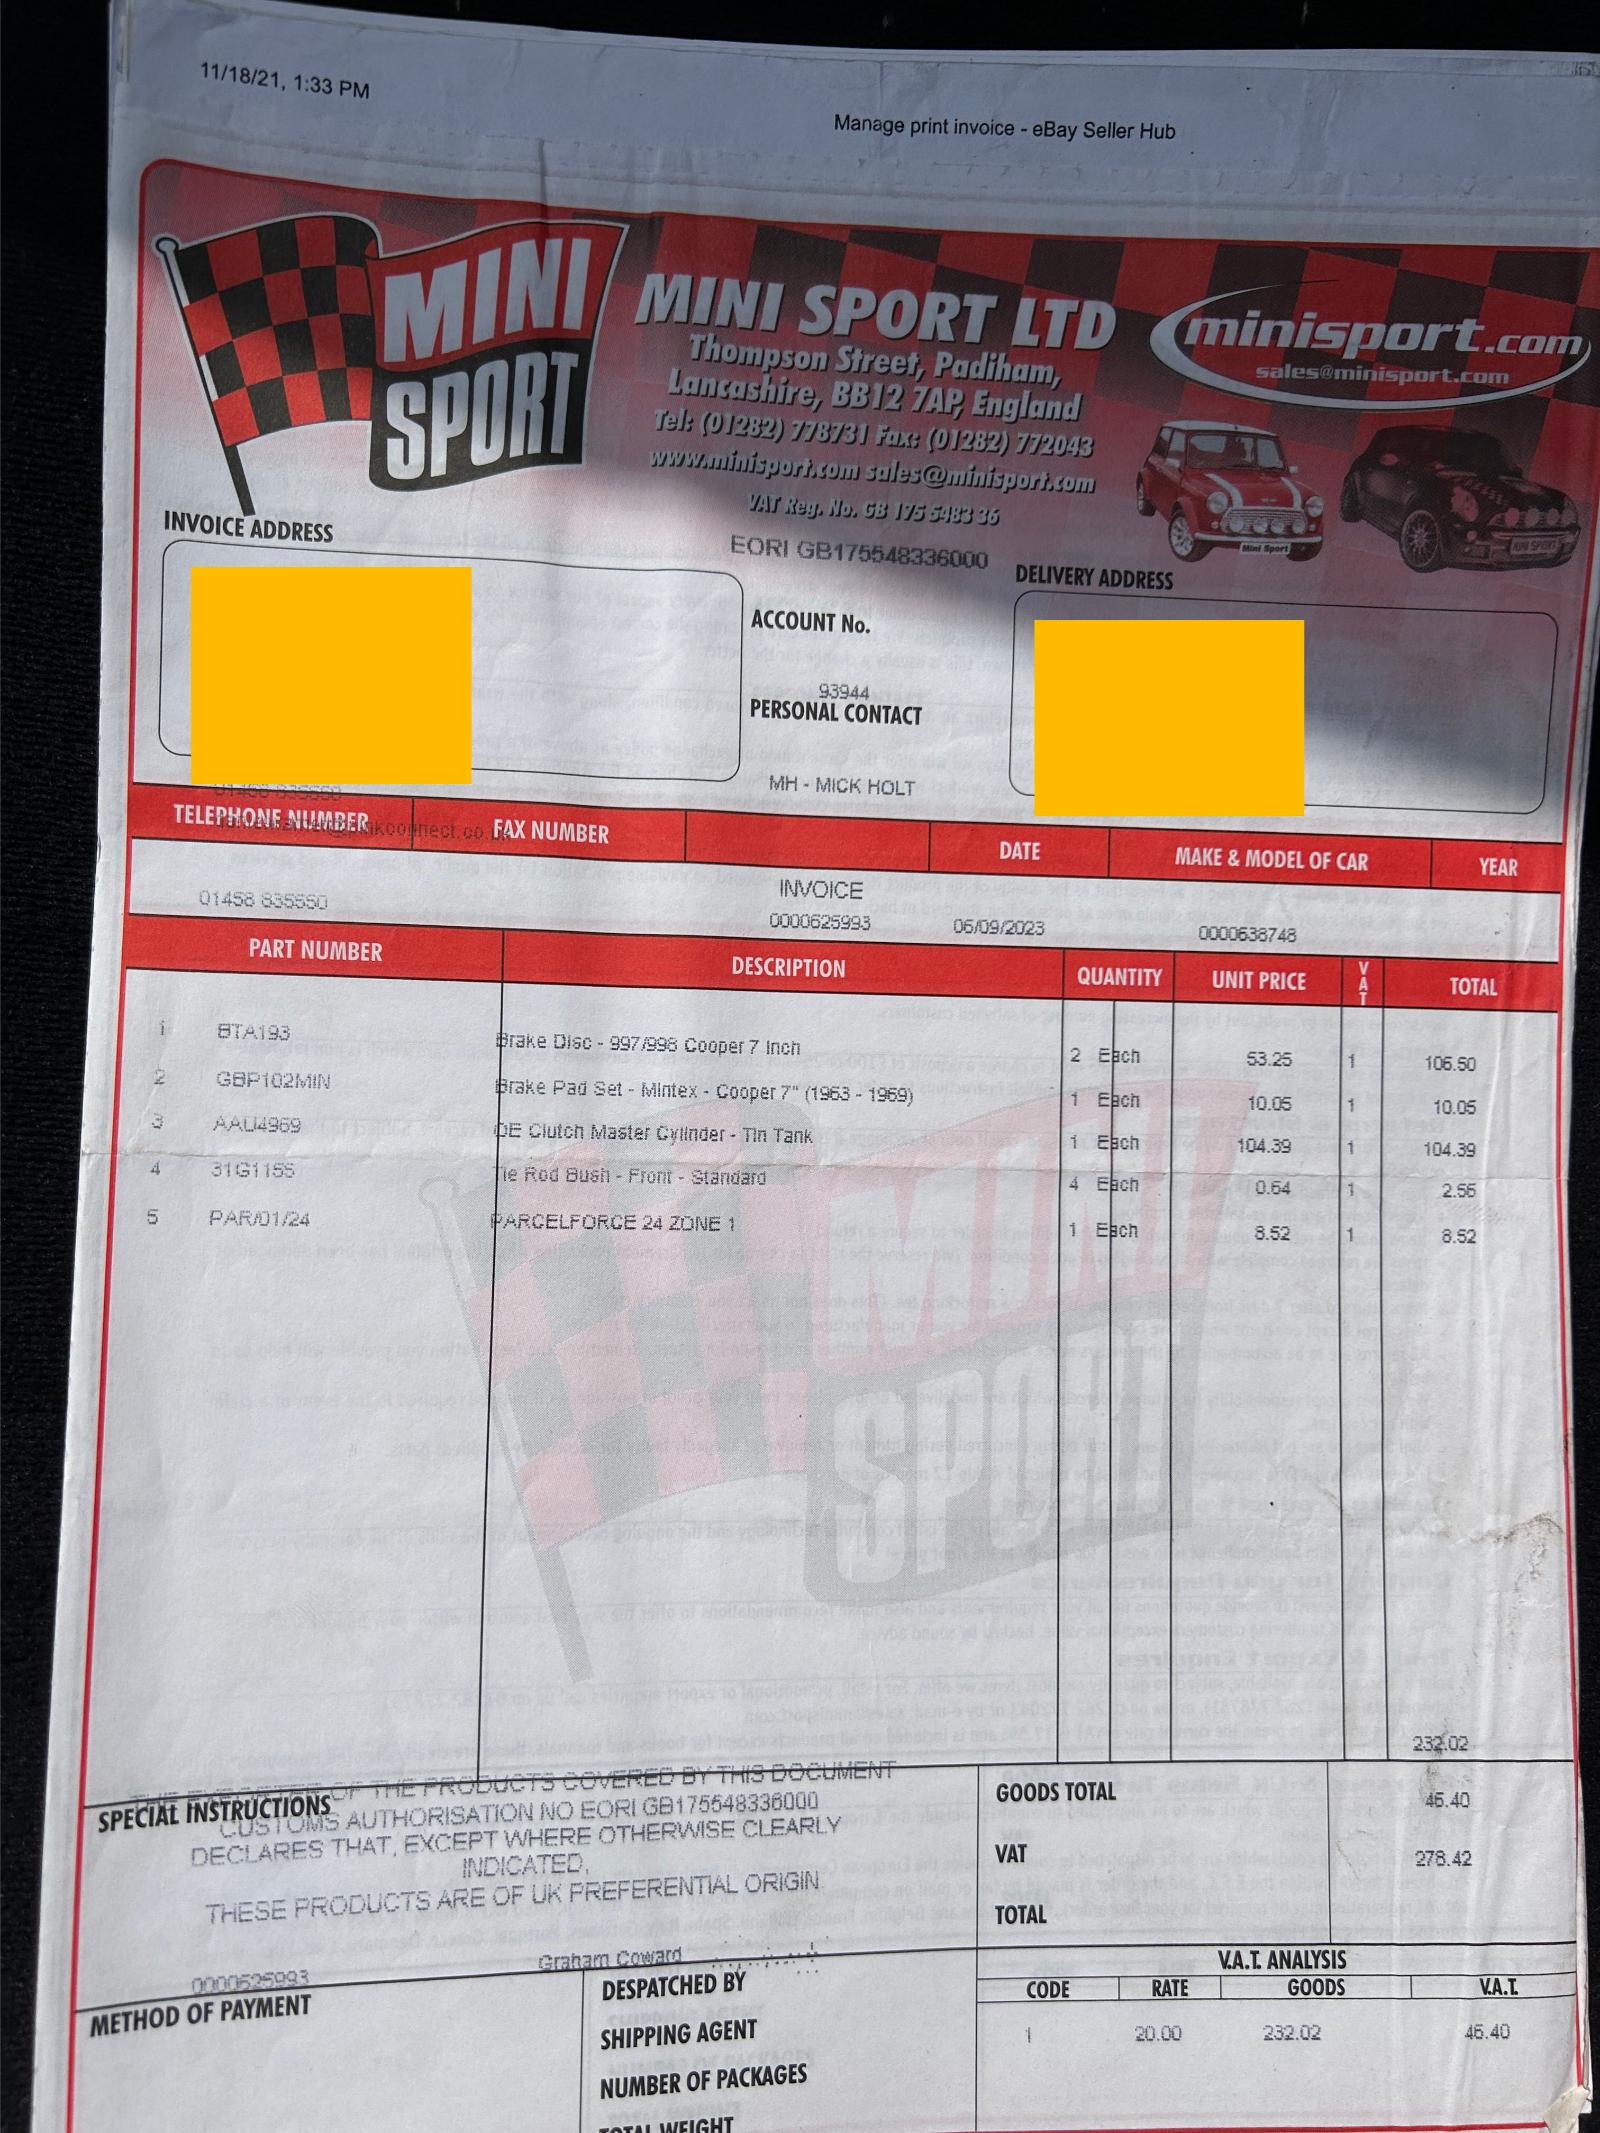 11/18/21, 1:33 PM
Manage print invoice - eBay Seller Hub
MINI
SPORT
MINI SPORT LTD
Thompson Street, Padiham,
Lancashire, BB12 7AP, England
Tel: (01282) 778731 Fax: (01282) 772043
www.minisport.com sales@minisport.com
VAT Reg. No. GB 175 5483 36
minisport.com
sales@minisport.com
Mini Sport
MINI SPORT
EORI GB175548336000
INVOICE ADDRESS
DELIVERY ADDRESS
ACCOUNT No.
93944
PERSONAL CONTACT
MH - MICK HOLT
01458 835550
TELEPHONE NUMBER FAX NUMBER DATE MAKE & MODEL OF CAR YEAR
INVOICE
01458 835550 0000625993 06/09/2023 0000638748
PART NUMBER DESCRIPTION QUANTITY UNIT PRICE VAT TOTAL
1 BTA193 Brake Disc - 997/998 Cooper 7 Inch 2 Each 53.25 1 106.50
2 GBP102MIN Brake Pad Set - Mintex - Cooper 7" (1963 - 1969) 1 Each 10.05 1 10.05
3 AAU4969 OE Clutch Master Cylinder - Tin Tank 1 Each 104.39 1 104.39
4 31G1155 Tie Rod Bush - Front - Standard 4 Each 0.64 1 2.56
5 PAR/01/24 PARCELFORCE 24 ZONE 1 1 Each 8.52 1 8.52
MINI
SPORT
232.02
THE EXPORTER OF THE PRODUCTS COVERED BY THIS DOCUMENT
SPECIAL INSTRUCTIONS
CUSTOMS AUTHORISATION NO EORI GB175548336000
DECLARES THAT, EXCEPT WHERE OTHERWISE CLEARLY
INDICATED,
THESE PRODUCTS ARE OF UK PREFERENTIAL ORIGIN.
Graham Coward
0000625993
GOODS TOTAL 46.40
VAT 278.42
TOTAL
METHOD OF PAYMENT
DESPATCHED BY
SHIPPING AGENT
NUMBER OF PACKAGES
TOTAL WEIGHT
V.A.T. ANALYSIS
CODE RATE GOODS V.A.T.
1 20.00 232.02 46.40